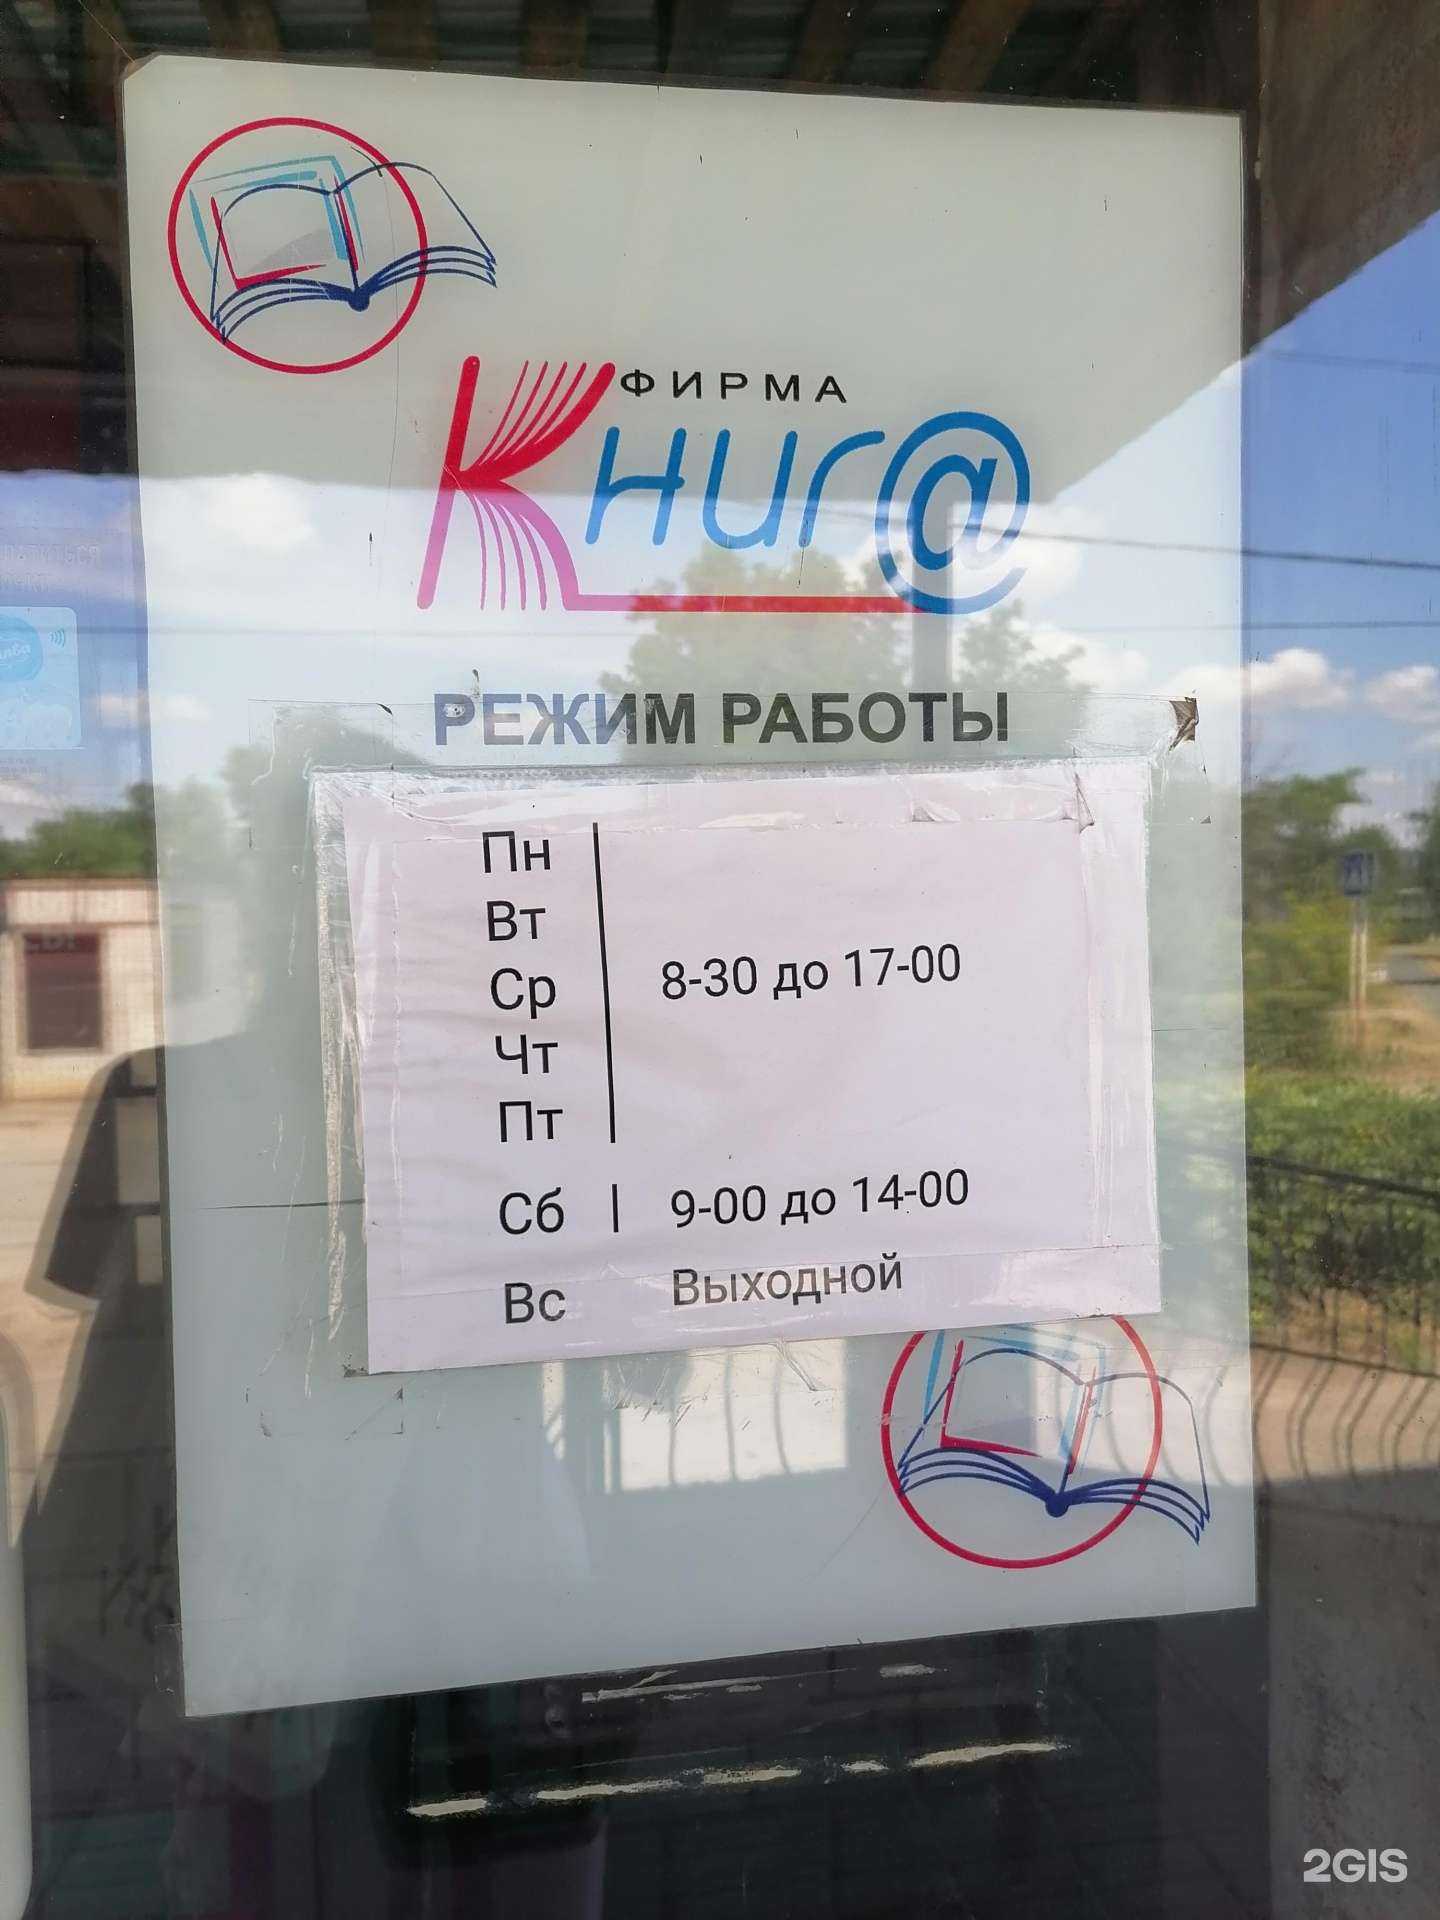 ФИРМА
Книг@
РЕЖИМ РАБОТЫ
Пн
Вт
Ср 8-30 до 17-00
Чт
Пт
Сб 9-00 до 14-00
Вс Выходной
2GIS